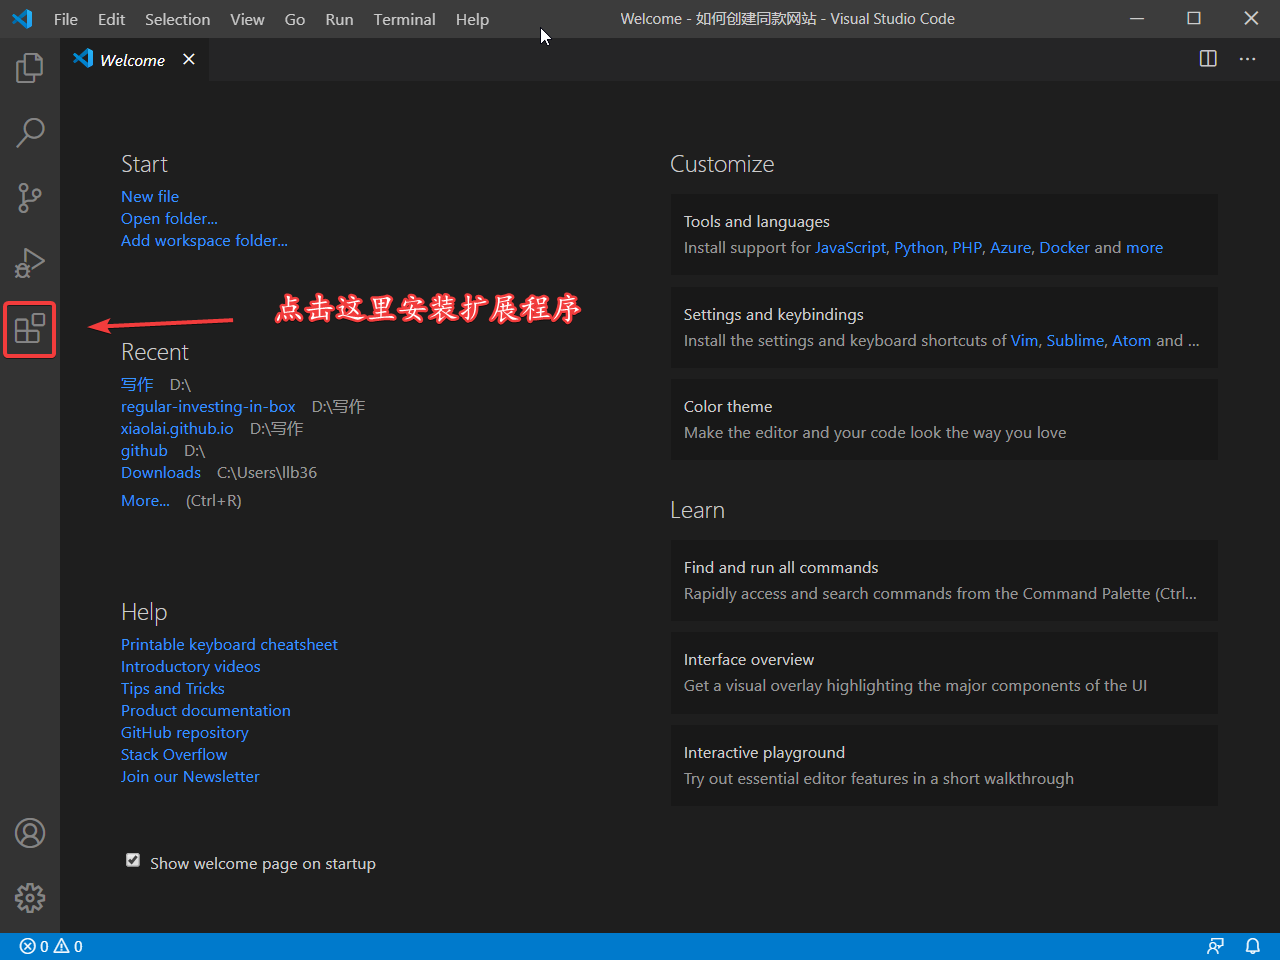 File Edit Selection View Go Run Terminal Help Welcome - 如何创建同款网站 - Visual Studio Code
Welcome
Start
New file
Open folder...
Add workspace folder...
点击这里安装扩展程序
Recent
写作 D:\
regular-investing-in-box D:\写作
xiaolai.github.io D:\写作
github D:\
Downloads C:\Users\llb36
More... (Ctrl+R)
Help
Printable keyboard cheatsheet
Introductory videos
Tips and Tricks
Product documentation
GitHub repository
Stack Overflow
Join our Newsletter
Show welcome page on startup
Customize
Tools and languages
Install support for JavaScript, Python, PHP, Azure, Docker and more
Settings and keybindings
Install the settings and keyboard shortcuts of Vim, Sublime, Atom and ...
Color theme
Make the editor and your code look the way you love
Learn
Find and run all commands
Rapidly access and search commands from the Command Palette (Ctrl...
Interface overview
Get a visual overlay highlighting the major components of the UI
Interactive playground
Try out essential editor features in a short walkthrough
0 0